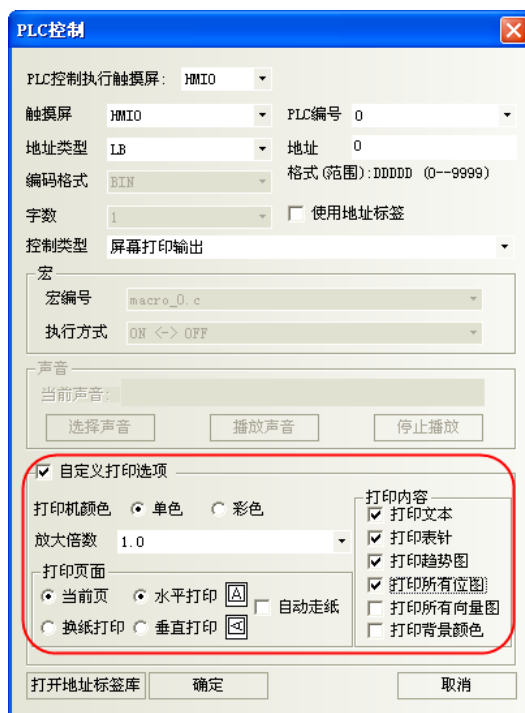 PLC控制
PLC控制执行触摸屏: HMI0
触摸屏 HMI0 PLC编号 0
地址类型 LB 地址 0
编码格式 BIN 格式(范围):DDDDD (0--9999)
字数 1 使用地址标签
控制类型 屏幕打印输出
宏
宏编号 macro_0.c
执行方式 ON <-> OFF
声音
当前声音:
选择声音 播放声音 停止播放
自定义打印选项
打印机颜色 单色 彩色
放大倍数 1.0
打印页面
当前页 水平打印 A 自动走纸
换纸打印 垂直打印 A
打印内容
打印文本
打印表针
打印趋势图
打印所有位图
打印所有向量图
打印背景颜色
打开地址标签库 确定 取消